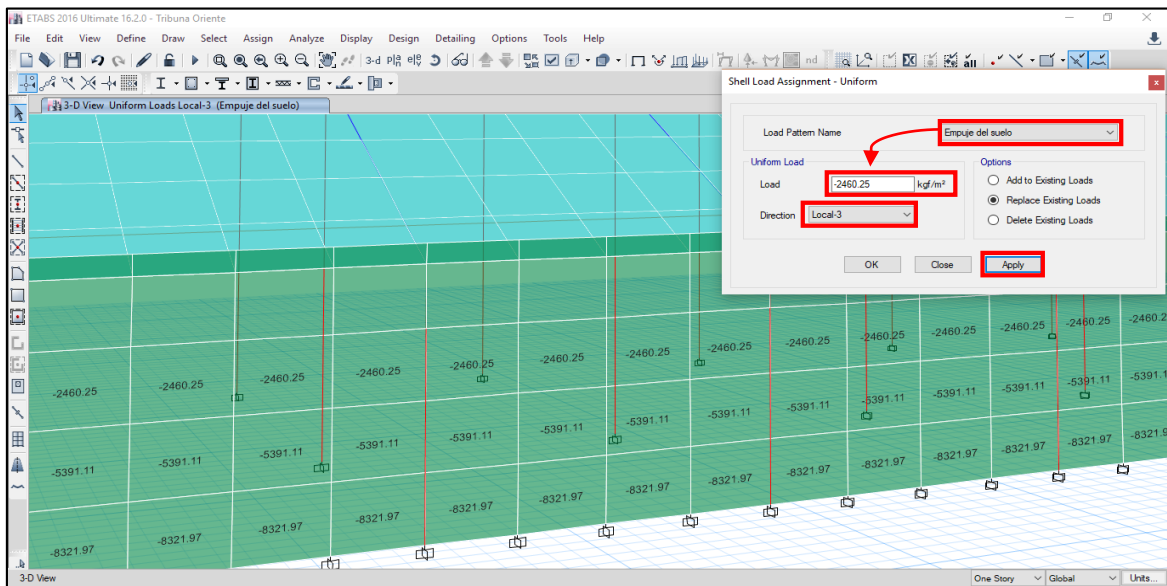 ETABS 2016 Ultimate 16.2.0 - Tribuna Oriente
File Edit View Define Draw Select Assign Analyze Display Design Detailing Options Tools Help
3-d
nd
all
3-D View Uniform Loads Local-3 (Empuje del suelo)
Shell Load Assignment - Uniform
Load Pattern Name Empuje del suelo
Uniform Load Options
Load -2460.25 kgf/m² Add to Existing Loads
Replace Existing Loads
Direction Local-3
Delete Existing Loads
OK Close Apply
-2460.25 -2460.25 -2460.25 -2460.25 -2460.25 -2460.25 -2460.25 -2460.25 -2460.25 -2460.25 -2460.25 -2460.25 -2460.25 -2460.2
-5391.11 -5391.11 -5391.11 -5391.11 -5391.11 -5391.11 -5391.11 -5391.11 -5391.11 -5391.11 -5391.11 -5391.11 -5391.1
-8321.97 -8321.97 -8321.97 -8321.97 -8321.97 -8321.97 -8321.97 -8321.97 -8321.97 -8321.97 -8321.97 -8321.97 -8321.9
3-D View One Story Global Units...